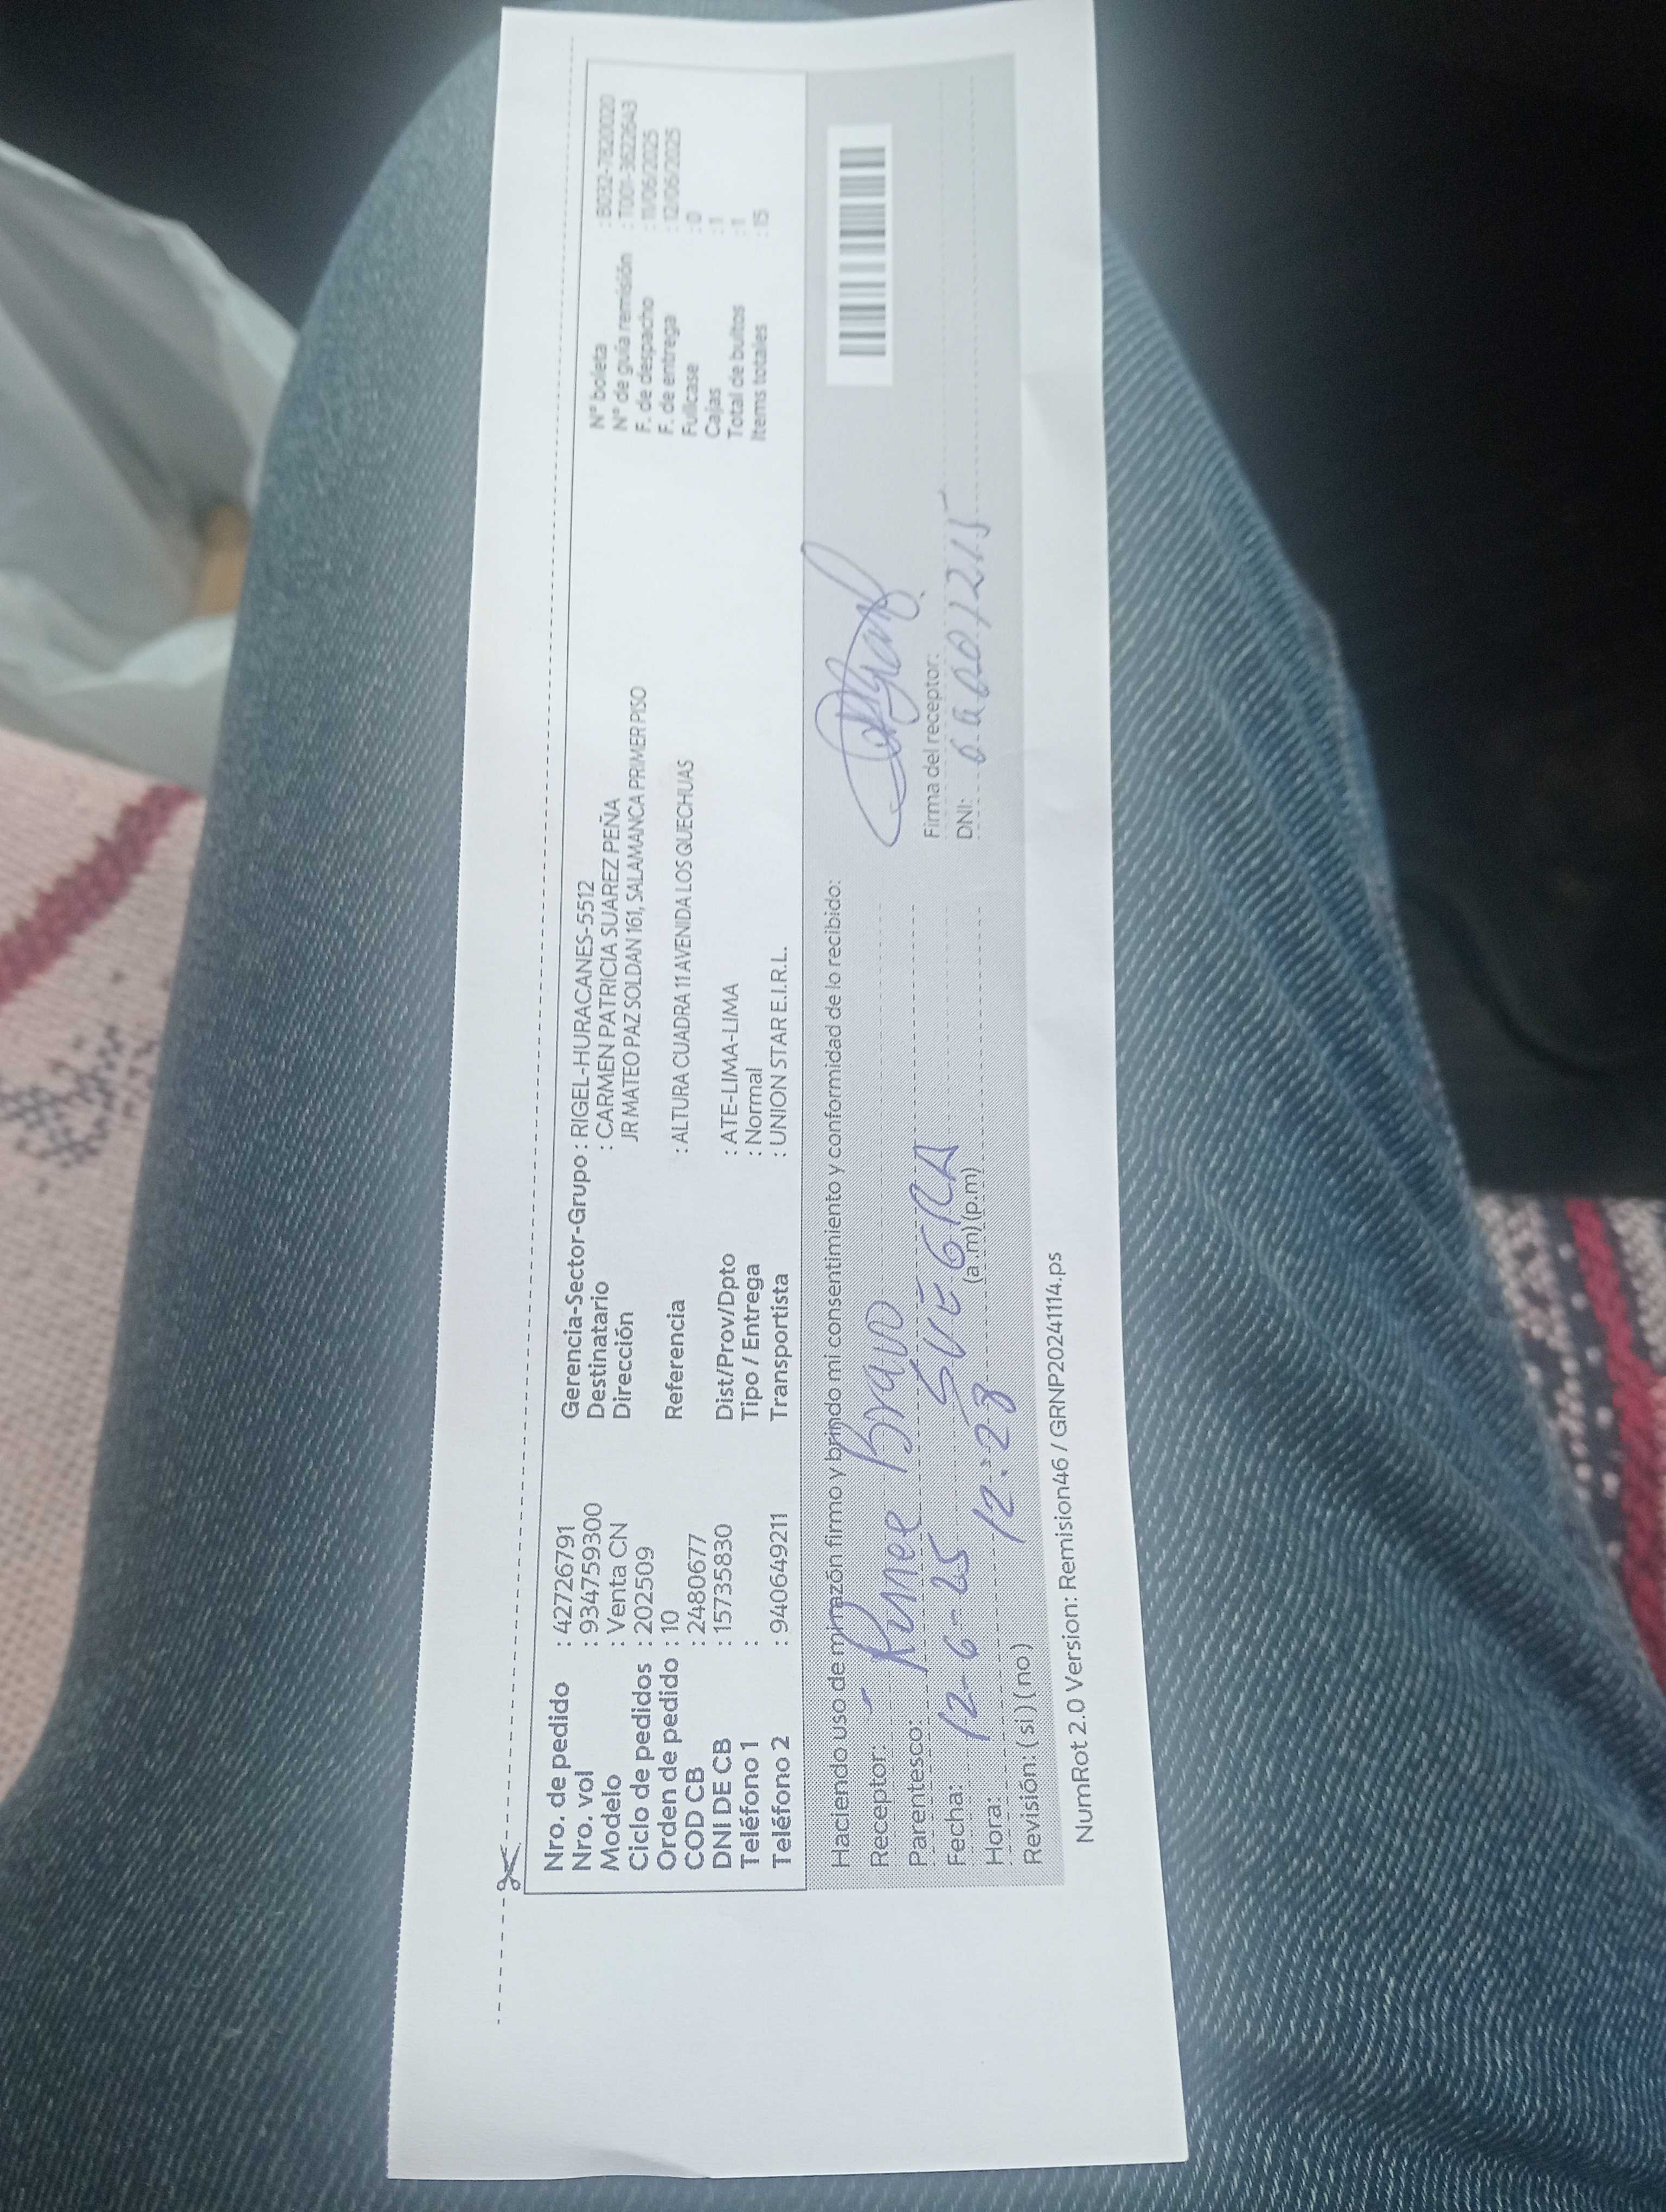 Nro. de pedido : 42726791
Nro. vol : 934759300
Modelo : Venta CN
Ciclo de pedidos : 202509
Orden de pedido : 10
COD CB : 2480677
DNI DE CB : 15735830
Teléfono 1 :
Teléfono 2 : 940649211
Gerencia-Sector-Grupo : RIGEL-HURACANES-5512
Destinatario : CARMEN PATRICIA SUAREZ PEÑA
Dirección JR MATEO PAZ SOLDAN 161, SALAMANCA PRIMER PISO
Referencia : ALTURA CUADRA 11 AVENIDA LOS QUECHUAS
Dist/Prov/Dpto : ATE-LIMA-LIMA
Tipo / Entrega : Normal
Transportista : UNION STAR E.I.R.L.
N° boleta : B032-78200020
N° de guía remisión : T001-36222643
F. de despacho : 11/06/2025
F. de entrega : 12/06/2025
Fullcase : 0
Cajas : 1
Total de bultos : 1
Items totales : 15
Haciendo uso de mi razón firmo y brindo mi consentimiento y conformidad de lo recibido:
Receptor: Bravo
Parentesco: SUEGRA
Fecha: 12-6-25
Hora: 12:28 (a .m) (p.m)
Revisión: ( si ) ( no )
Firma del receptor:
DNI:
NumRot 2.0 Version: Remision46 / GRNP20241114.ps